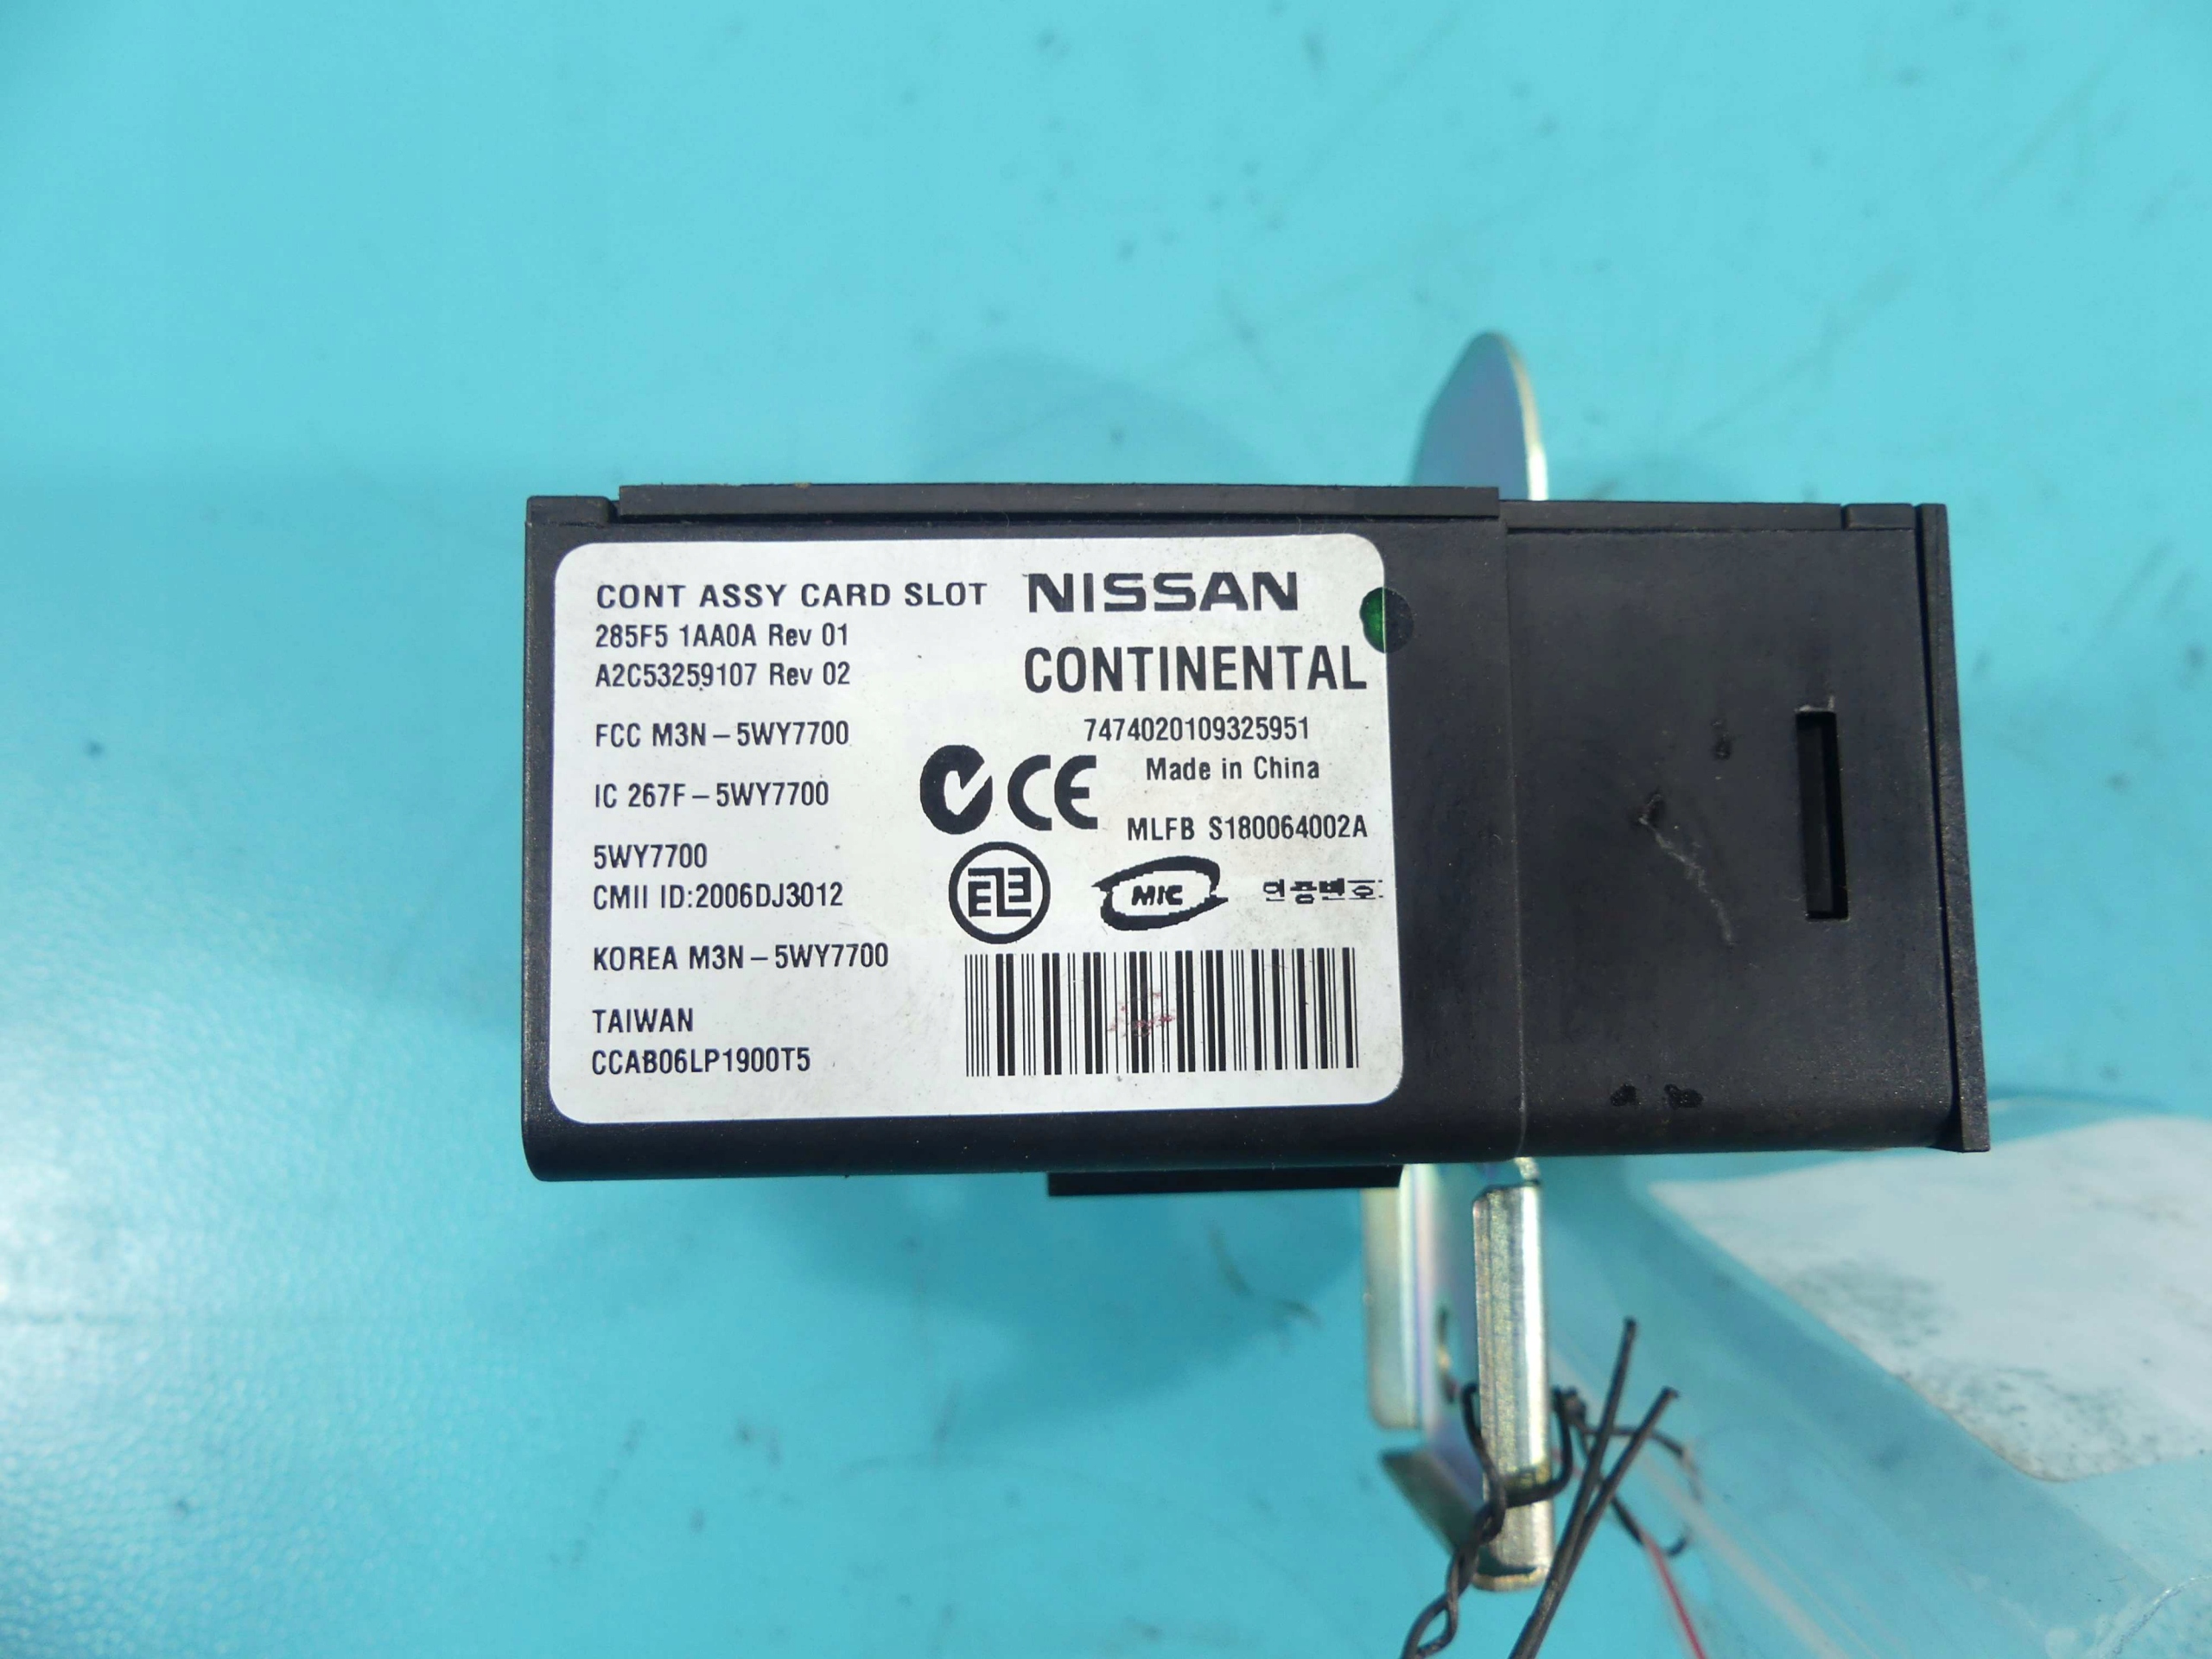 CONT ASSY CARD SLOT
285F5 1AA0A Rev 01
A2C53259107 Rev 02
FCC M3N – 5WY7700
IC 267F – 5WY7700
5WY7700
CMII ID:2006DJ3012
KOREA M3N – 5WY7700
TAIWAN
CCAB06LP1900T5
NISSAN
CONTINENTAL
7474020109325951
Made in China
CE
MLFB S180064002A
MIC